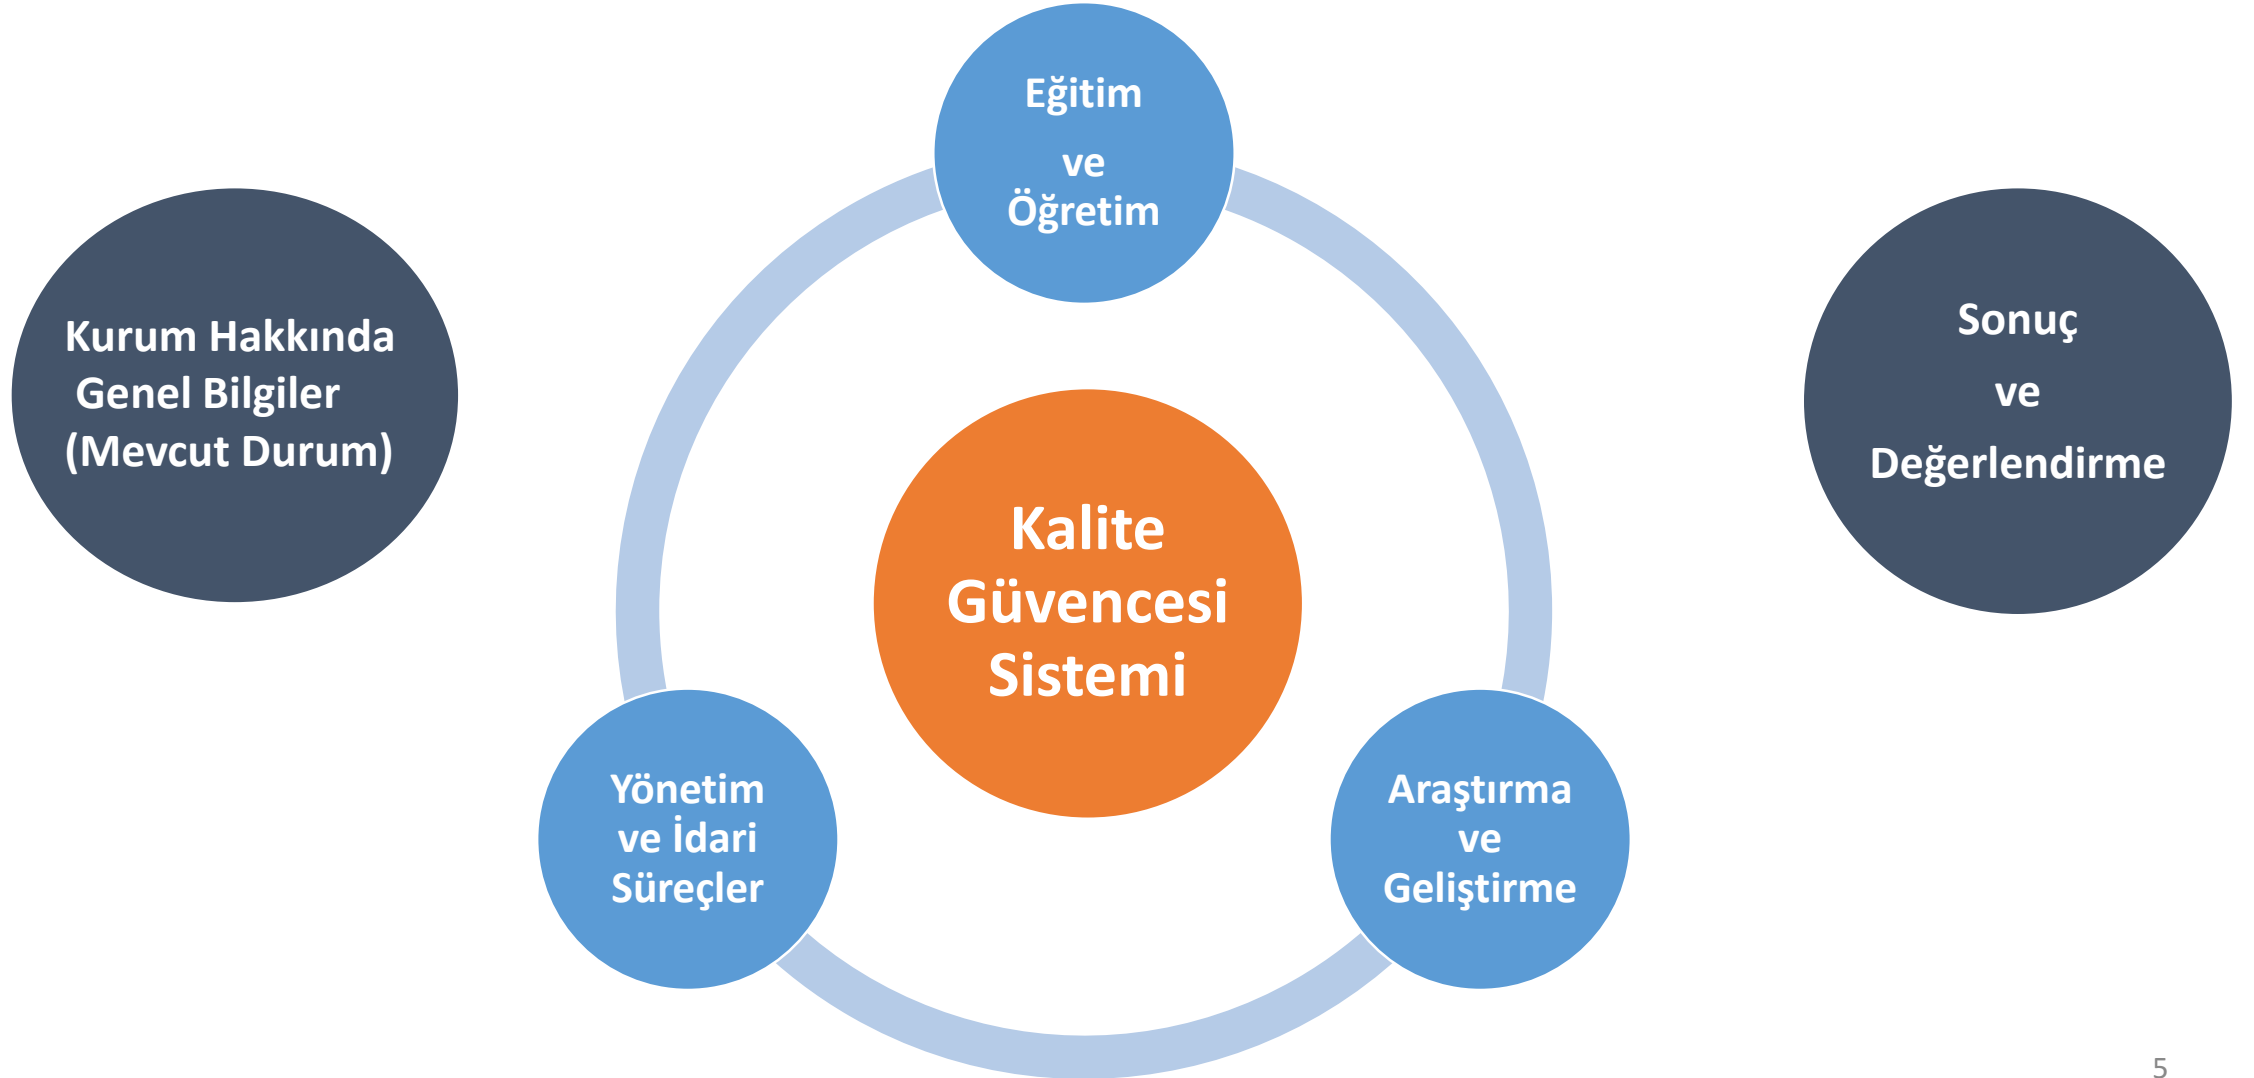 Kurum Hakkında
Genel Bilgiler
(Mevcut Durum)
Eğitim
ve
Öğretim
Kalite
Güvencesi
Sistemi
Yönetim
ve İdari
Süreçler
Araştırma
ve
Geliştirme
Sonuç
ve
Değerlendirme
5